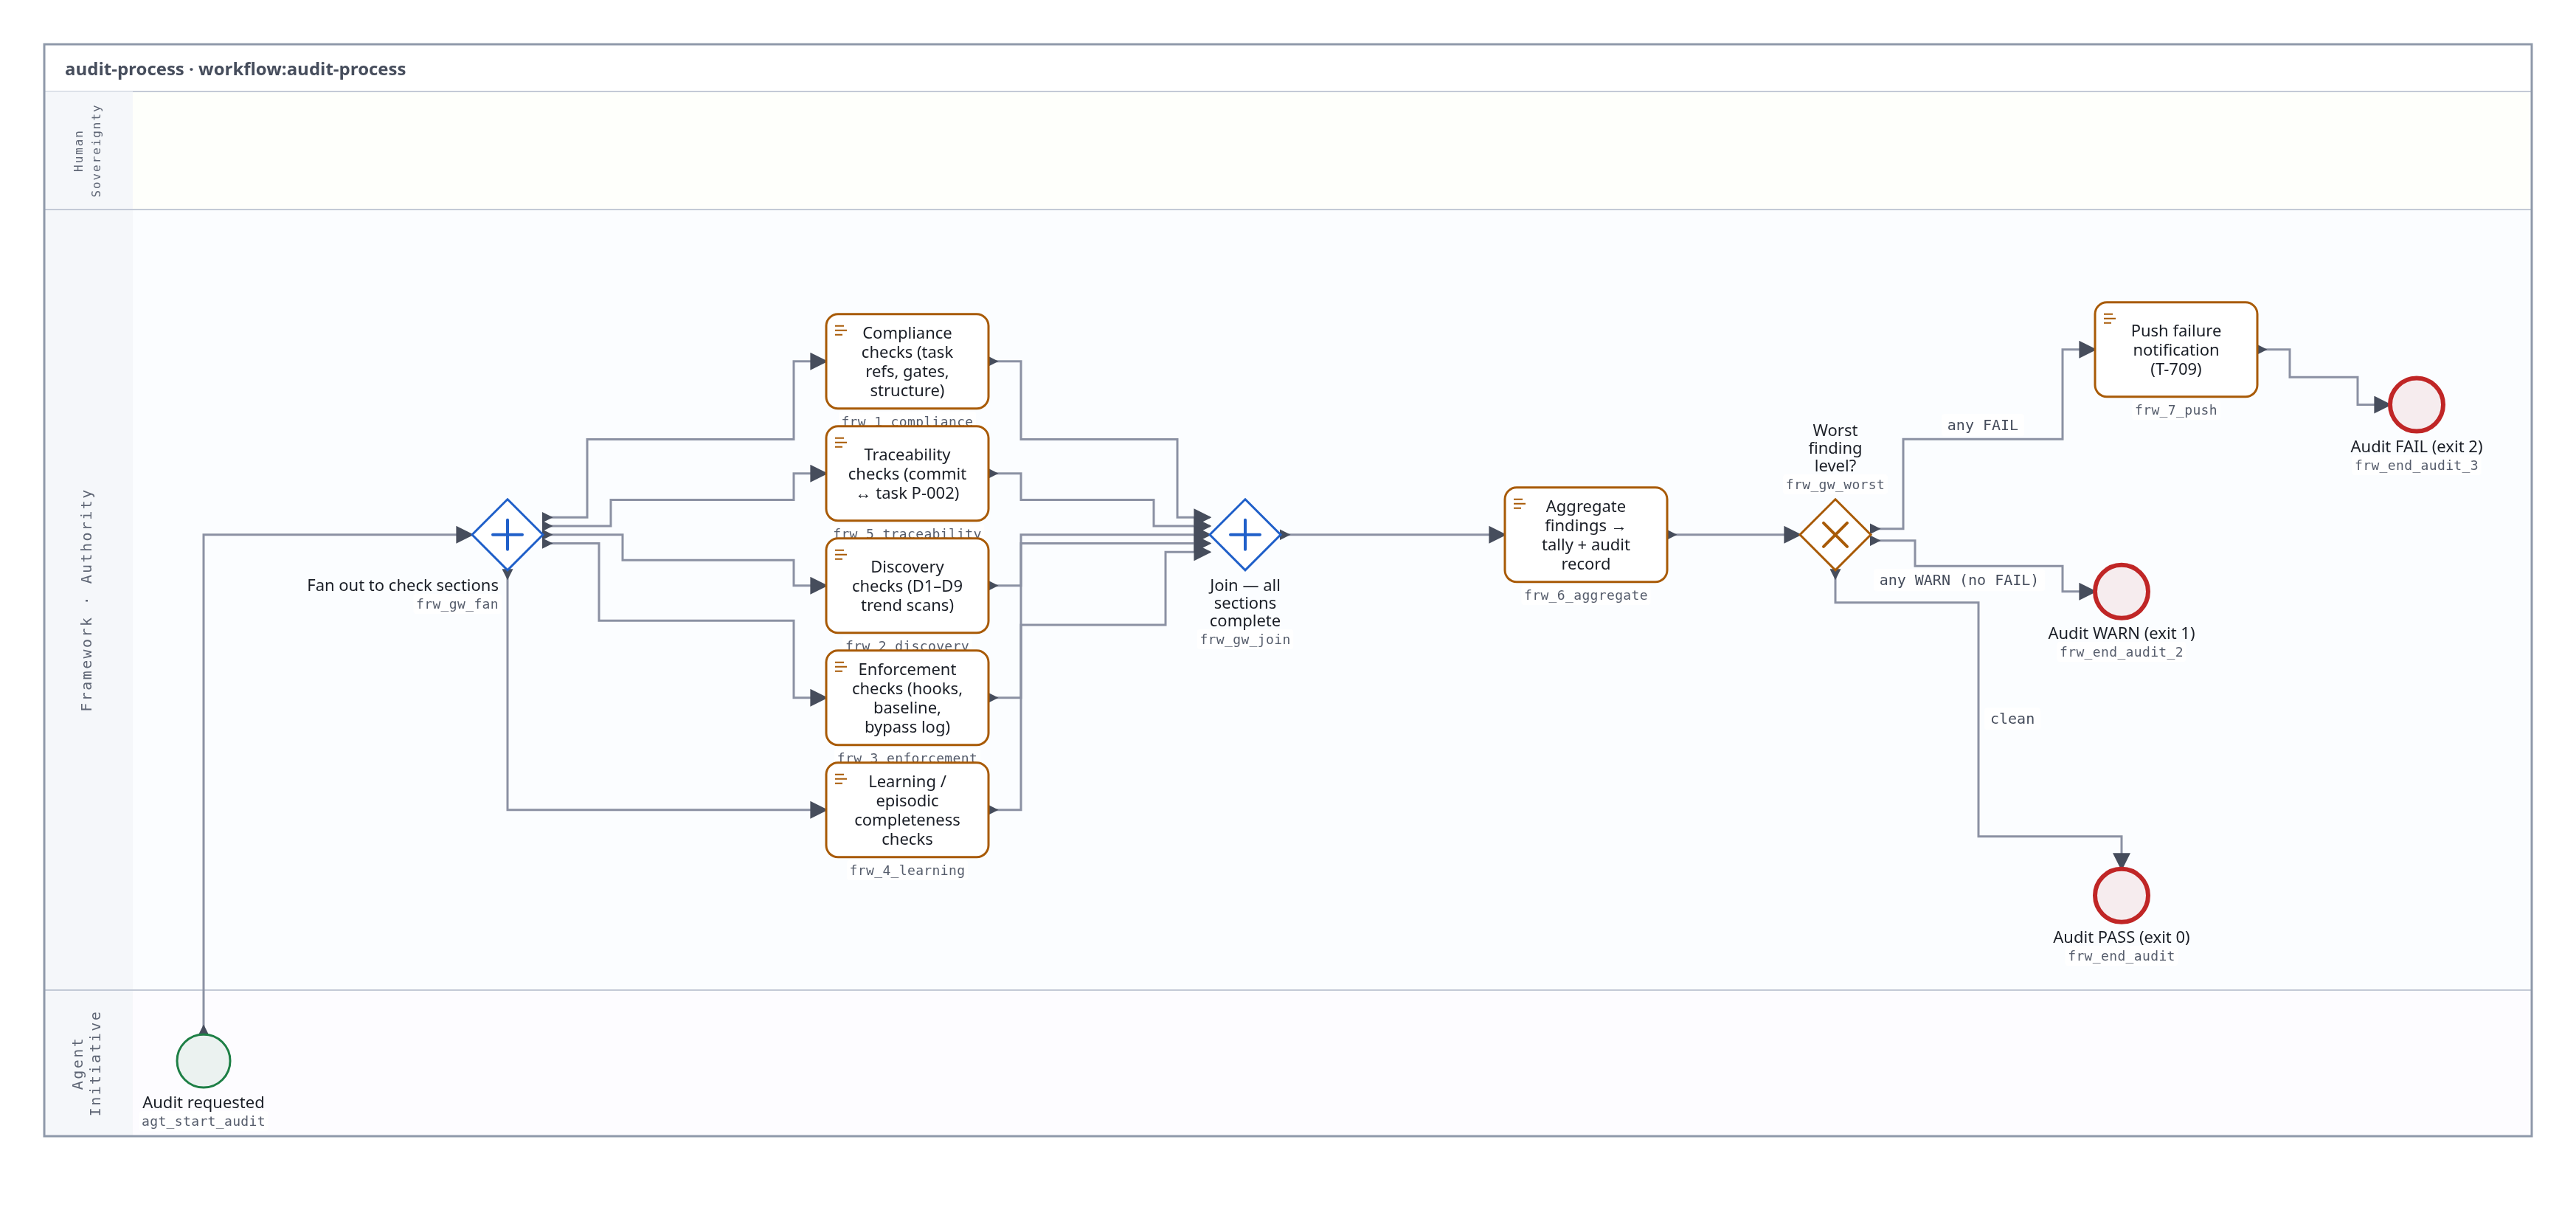 audit-process · workflow:audit-process
Human
Sovereignty
Framework · Authority
Agent
Initiative
Audit requested
agt_start_audit
Fan out to check sections
frw_gw_fan
Compliance
checks (task
refs, gates,
structure)
frw_1_compliance
Traceability
checks (commit
↔ task P-002)
frw_5_traceability
Discovery
checks (D1–D9
trend scans)
frw_2_discovery
Enforcement
checks (hooks,
baseline,
bypass log)
frw_3_enforcement
Learning /
episodic
completeness
checks
frw_4_learning
Join — all
sections
complete
frw_gw_join
Aggregate
findings →
tally + audit
record
frw_6_aggregate
Worst
finding
level?
frw_gw_worst
any FAIL
any WARN (no FAIL)
clean
Push failure
notification
(T-709)
frw_7_push
Audit FAIL (exit 2)
frw_end_audit_3
Audit WARN (exit 1)
frw_end_audit_2
Audit PASS (exit 0)
frw_end_audit